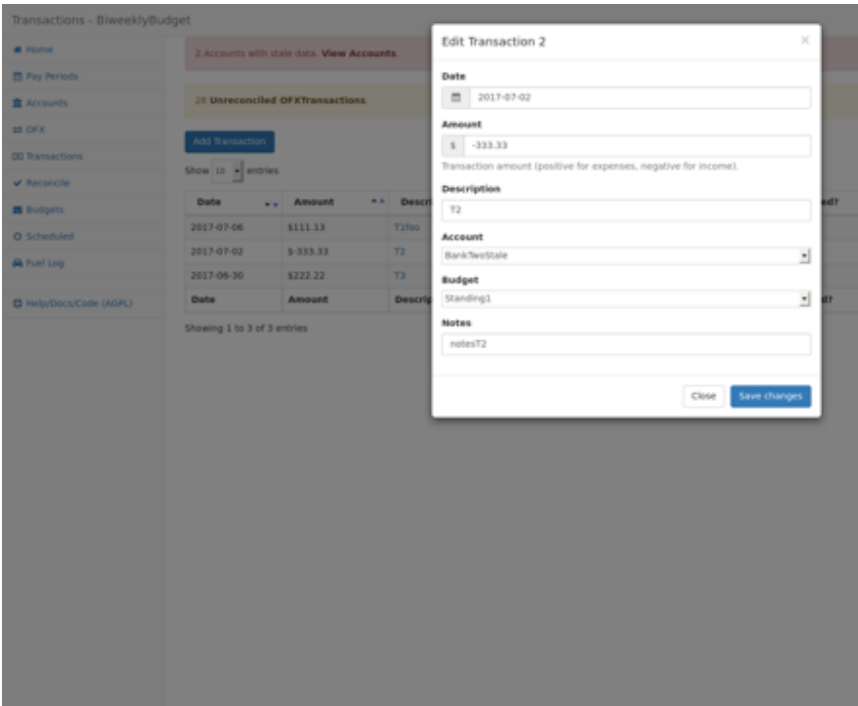 Transactions - BiweeklyBudget
Home
Pay Periods
Accounts
OFX
Transactions
Reconcile
Budgets
Scheduled
Fuel Log
Help/Docs/Code (AGPL)
2 Accounts with stale data. View Accounts.
28 Unreconciled OFXTransactions.
Add Transaction
Show 10 entries
Date Amount Descri ed?
2017-07-06 $111.13 T1foo
2017-07-02 $-333.33 T2
2017-06-30 $222.22 T3
Date Amount Descrip d?
Showing 1 to 3 of 3 entries
Edit Transaction 2 ×
Date
2017-07-02
Amount
$ -333.33
Transaction amount (positive for expenses, negative for income).
Description
T2
Account
BankTwoStale
Budget
Standing1
Notes
notesT2
Close Save changes